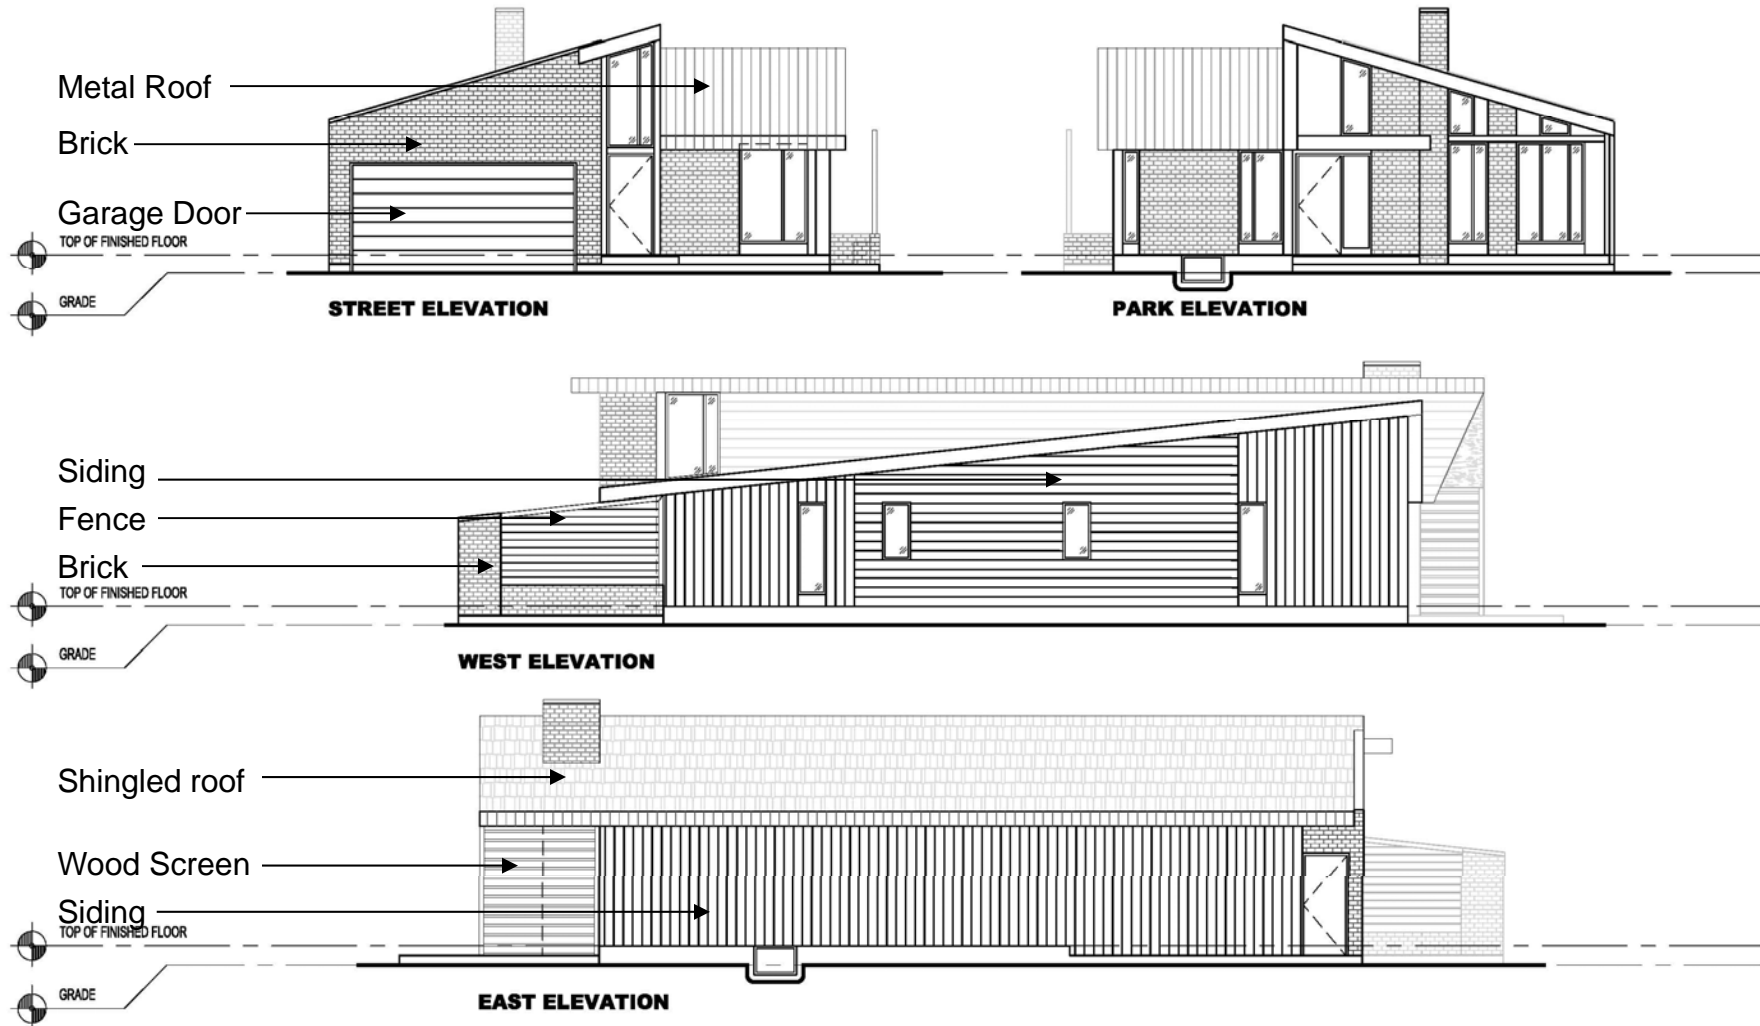 Metal Roof
Brick
Garage Door
TOP OF FINISHED FLOOR
GRADE
STREET ELEVATION
PARK ELEVATION
Siding
Fence
Brick
TOP OF FINISHED FLOOR
GRADE
WEST ELEVATION
Shingled roof
Wood Screen
Siding
TOP OF FINISHED FLOOR
GRADE
EAST ELEVATION